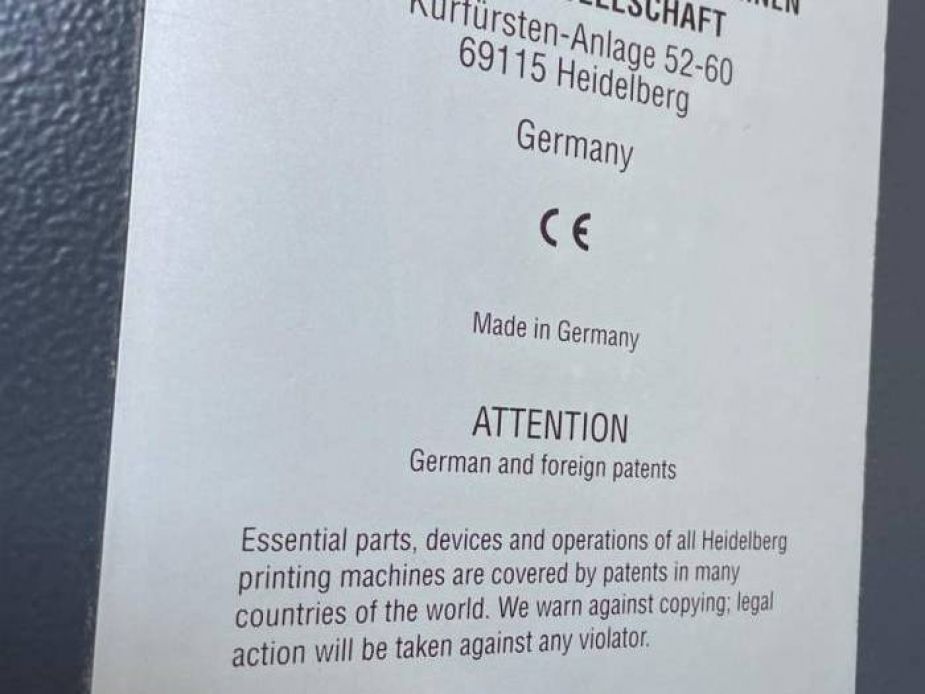 Kurfürsten-Anlage 52-60
69115 Heidelberg
Germany
CE
Made in Germany
ATTENTION
German and foreign patents
Essential parts, devices and operations of all Heidelberg
printing machines are covered by patents in many
countries of the world. We warn against copying; legal
action will be taken against any violator.